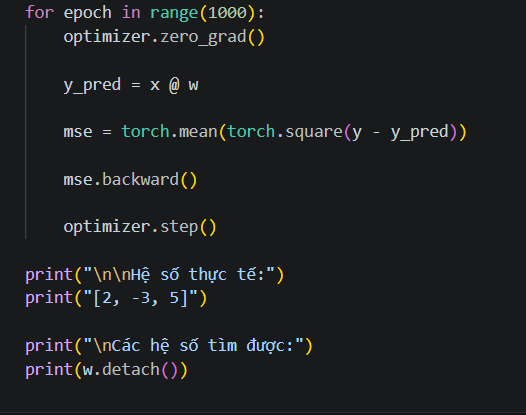 for epoch in range(1000):
optimizer.zero_grad()
y_pred = x @ w
mse = torch.mean(torch.square(y - y_pred))
mse.backward()
optimizer.step()
print("\n\nHệ số thực tế:")
print("[2, -3, 5]")
print("\nCác hệ số tìm được:")
print(w.detach())